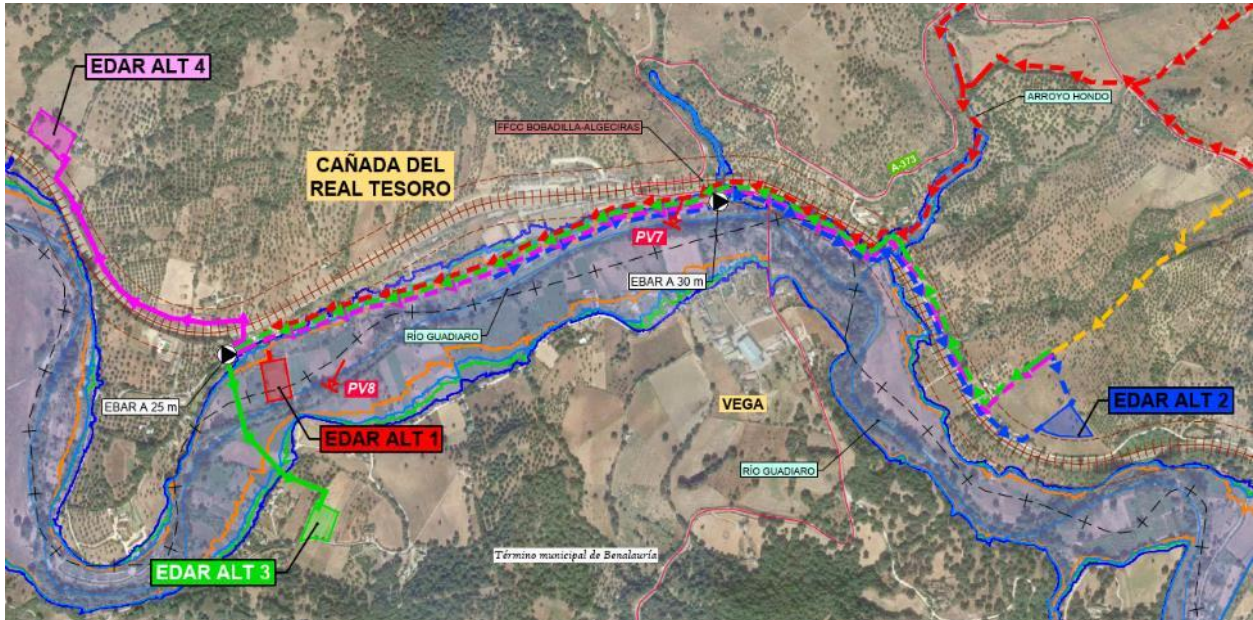 EDAR ALT 4
ARROYO HONDO
FFCC BOBADILLA-ALGECIRAS
CAÑADA DEL
REAL TESORO
A-373
PV7
EBAR A 30 m
RÍO GUADIARO
PV8
EBAR A 25 m
VEGA
EDAR ALT 2
EDAR ALT 1
RÍO GUADIARO
Término municipal de Benalauría
EDAR ALT 3